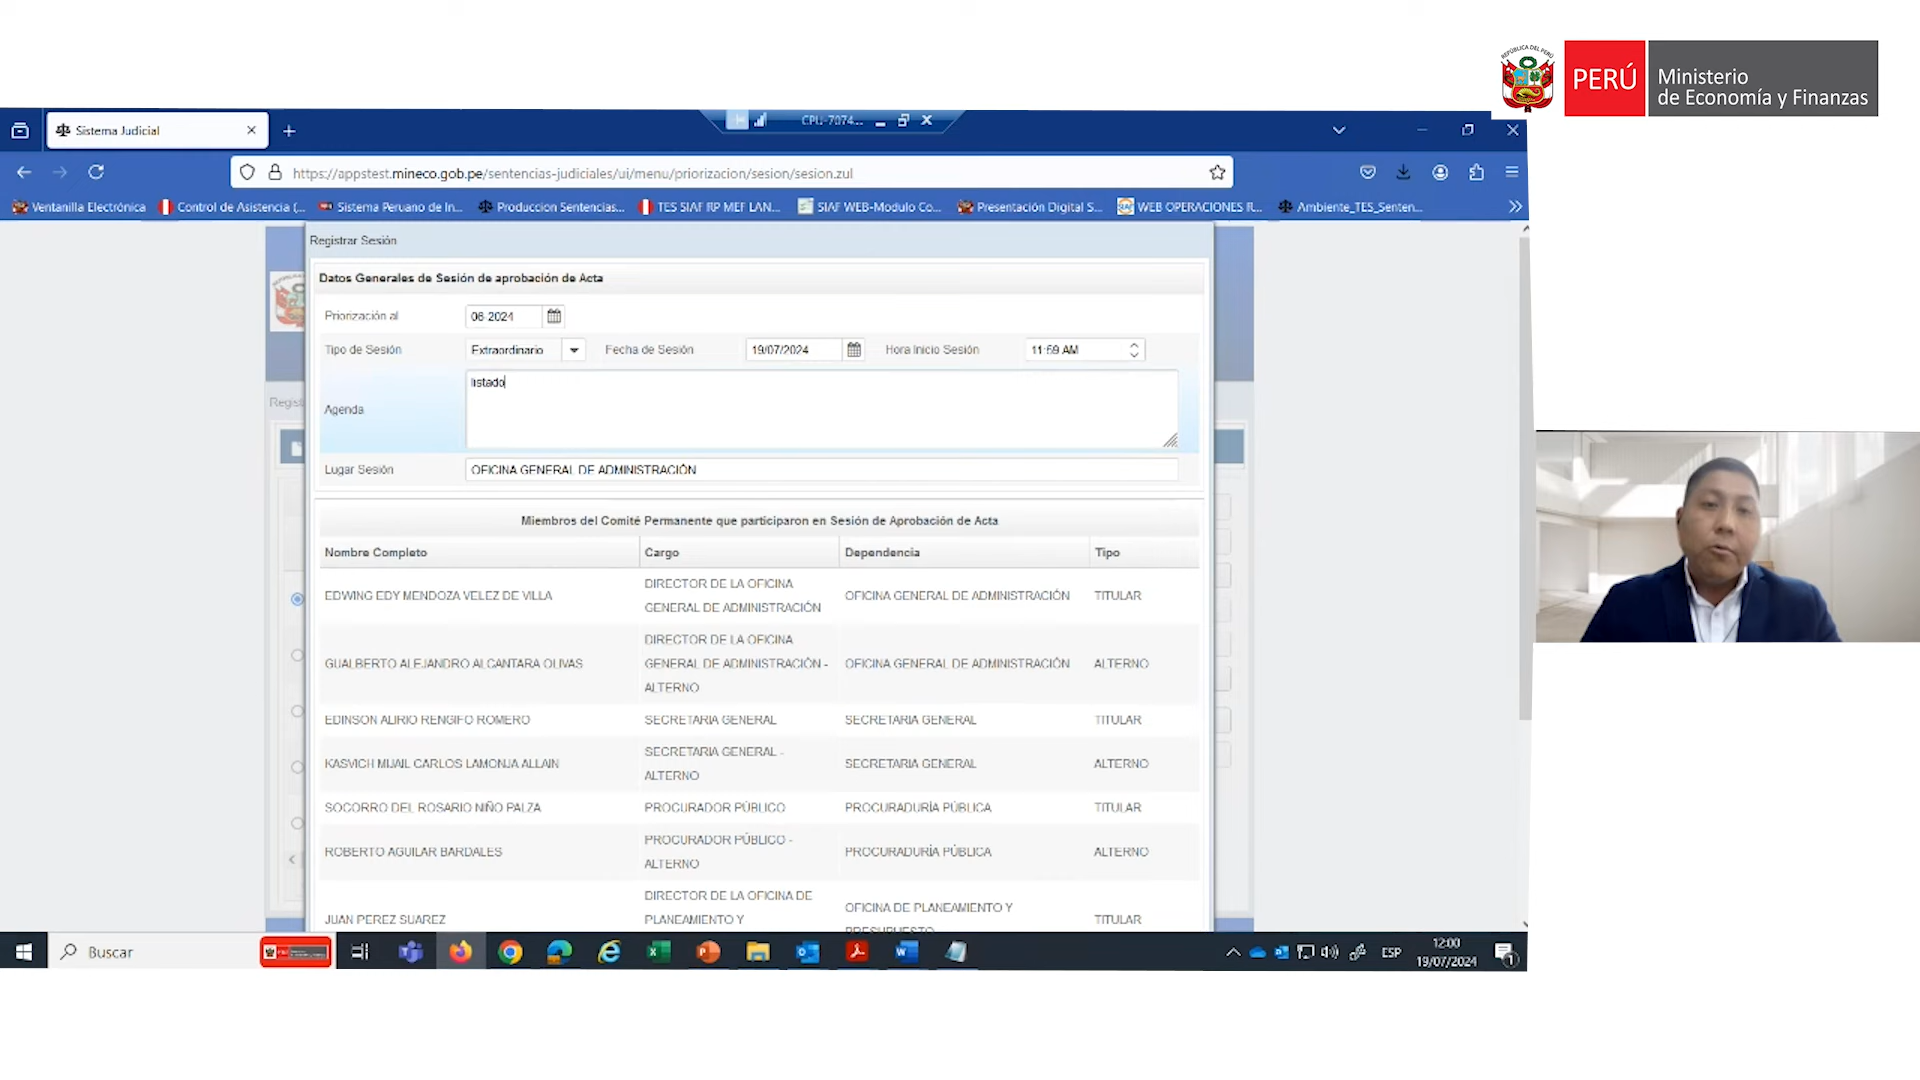 REPÚBLICA DEL PERÚ
PERÚ
Ministerio
de Economía y Finanzas
Sistema Judicial
CPU-7074...
https://appstest.mineco.gob.pe/sentencias-judiciales/ui/menu/priorizacion/sesion/sesion.zul
Ventanilla Electrónica
Control de Asistencia (...
Sistema Peruano de In...
Produccion Sentencias...
TES SIAF RP MEF LAN...
SIAF WEB-Modulo Co...
Presentación Digital S...
WEB OPERACIONES R...
Ambiente_TES_Senten...
Registrar Sesión
Datos Generales de Sesión de aprobación de Acta
Priorización al
06-2024
Tipo de Sesión
Extraordinario
Fecha de Sesión
19/07/2024
Hora Inicio Sesión
11:59 AM
Regist
Agenda
listado
Lugar Sesión
OFICINA GENERAL DE ADMINISTRACIÓN
Miembros del Comité Permanente que participaron en Sesión de Aprobación de Acta
Nombre Completo
Cargo
Dependencia
Tipo
EDWING EDY MENDOZA VELEZ DE VILLA
DIRECTOR DE LA OFICINA
GENERAL DE ADMINISTRACIÓN
OFICINA GENERAL DE ADMINISTRACIÓN
TITULAR
GUALBERTO ALEJANDRO ALCANTARA OLIVAS
DIRECTOR DE LA OFICINA
GENERAL DE ADMINISTRACIÓN -
ALTERNO
OFICINA GENERAL DE ADMINISTRACIÓN
ALTERNO
EDINSON ALIRIO RENGIFO ROMERO
SECRETARIA GENERAL
SECRETARIA GENERAL
TITULAR
KASVICH MIJAIL CARLOS LAMONJA ALLAIN
SECRETARIA GENERAL -
ALTERNO
SECRETARIA GENERAL
ALTERNO
SOCORRO DEL ROSARIO NIÑO PALZA
PROCURADOR PÚBLICO
PROCURADURÍA PÚBLICA
TITULAR
ROBERTO AGUILAR BARDALES
PROCURADOR PÚBLICO -
ALTERNO
PROCURADURÍA PÚBLICA
ALTERNO
JUAN PEREZ SUAREZ
DIRECTOR DE LA OFICINA DE
PLANEAMIENTO Y
OFICINA DE PLANEAMIENTO Y
PRESUPUESTO
TITULAR
Buscar
ESP
12:00
19/07/2024
1